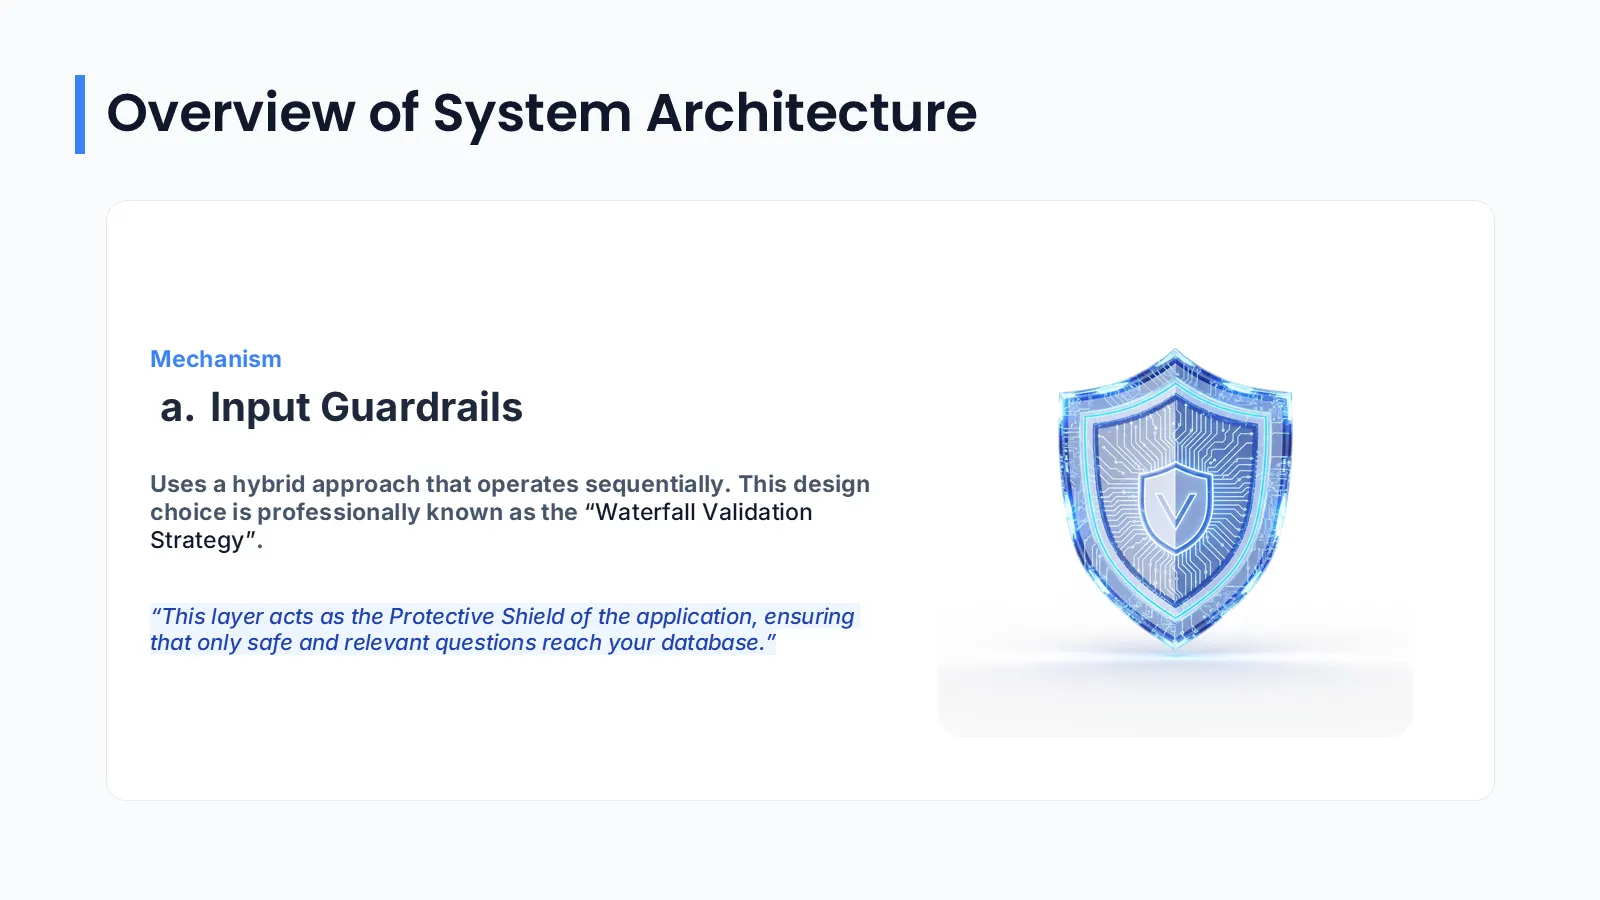 Overview of System Architecture
Mechanism
a. Input Guardrails
Uses a hybrid approach that operates sequentially. This design
choice is professionally known as the “Waterfall Validation
Strategy”.
“This layer acts as the Protective Shield of the application, ensuring
that only safe and relevant questions reach your database.”